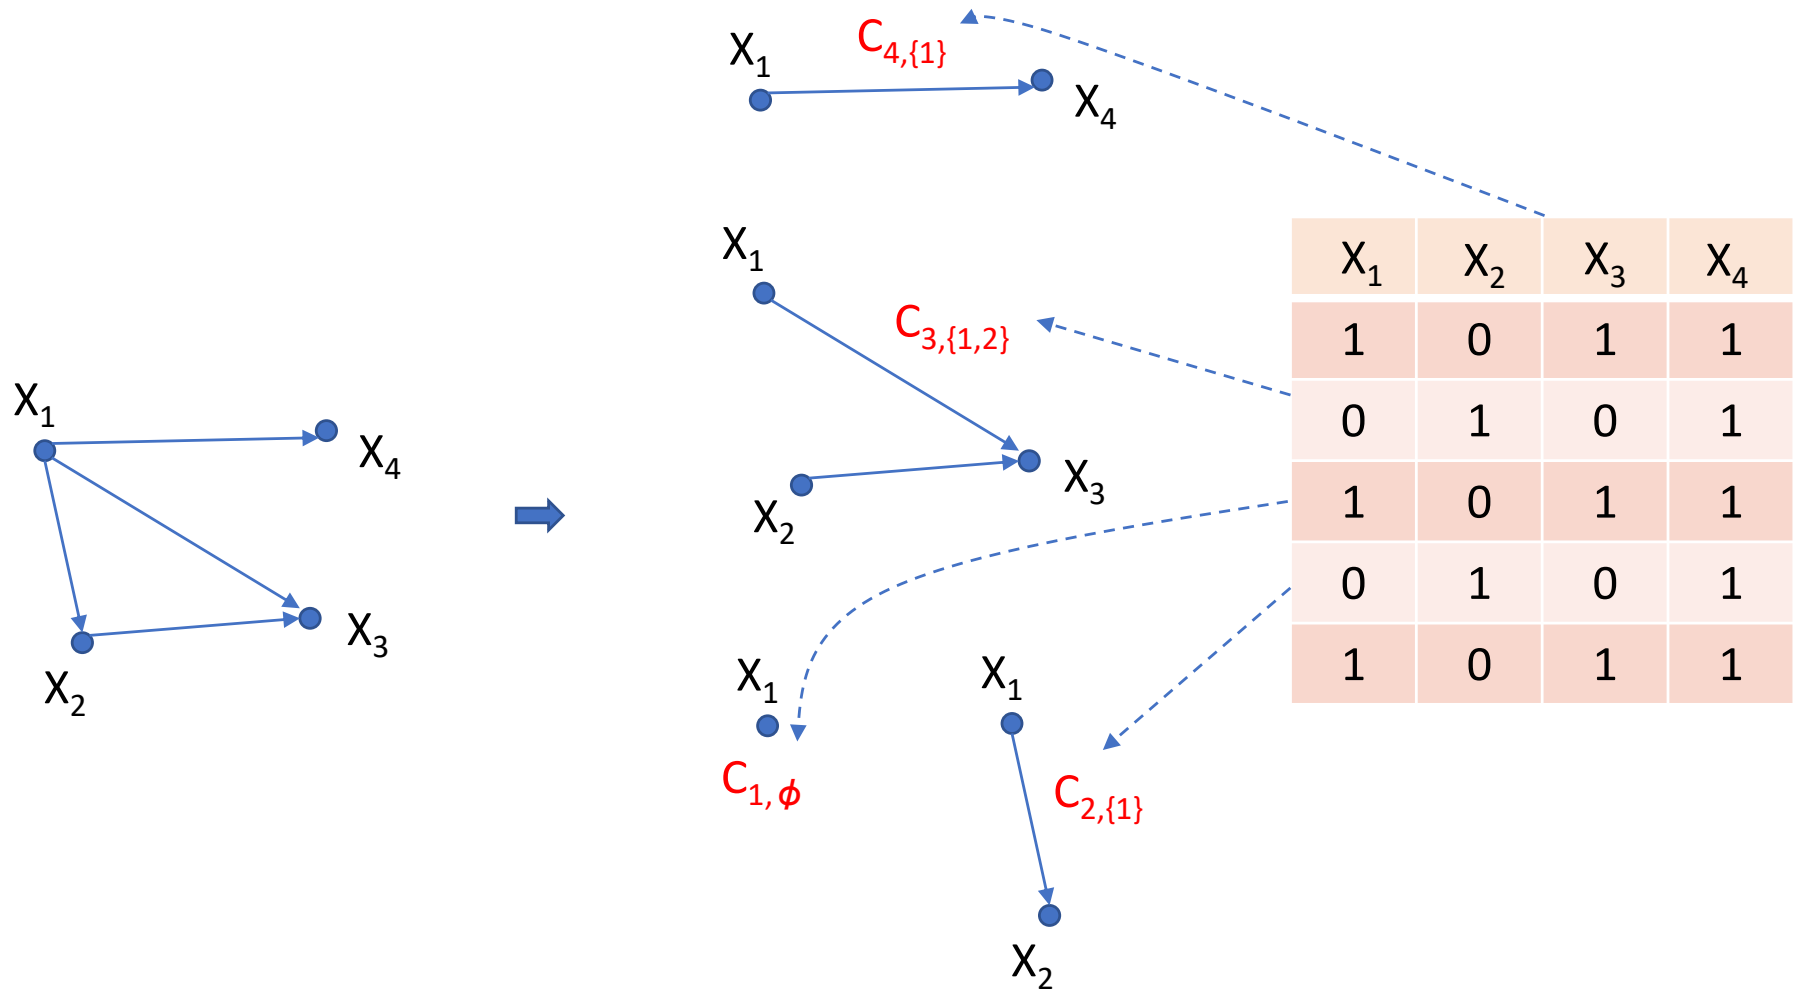 X₁
X₄
X₃
X₂
X₁
C₄,{1}
X₄
X₁
C₃,{1,2}
X₃
X₂
X₁
C₁, ϕ
X₁
C₂,{1}
X₂
X₁ X₂ X₃ X₄
1 0 1 1
0 1 0 1
1 0 1 1
0 1 0 1
1 0 1 1